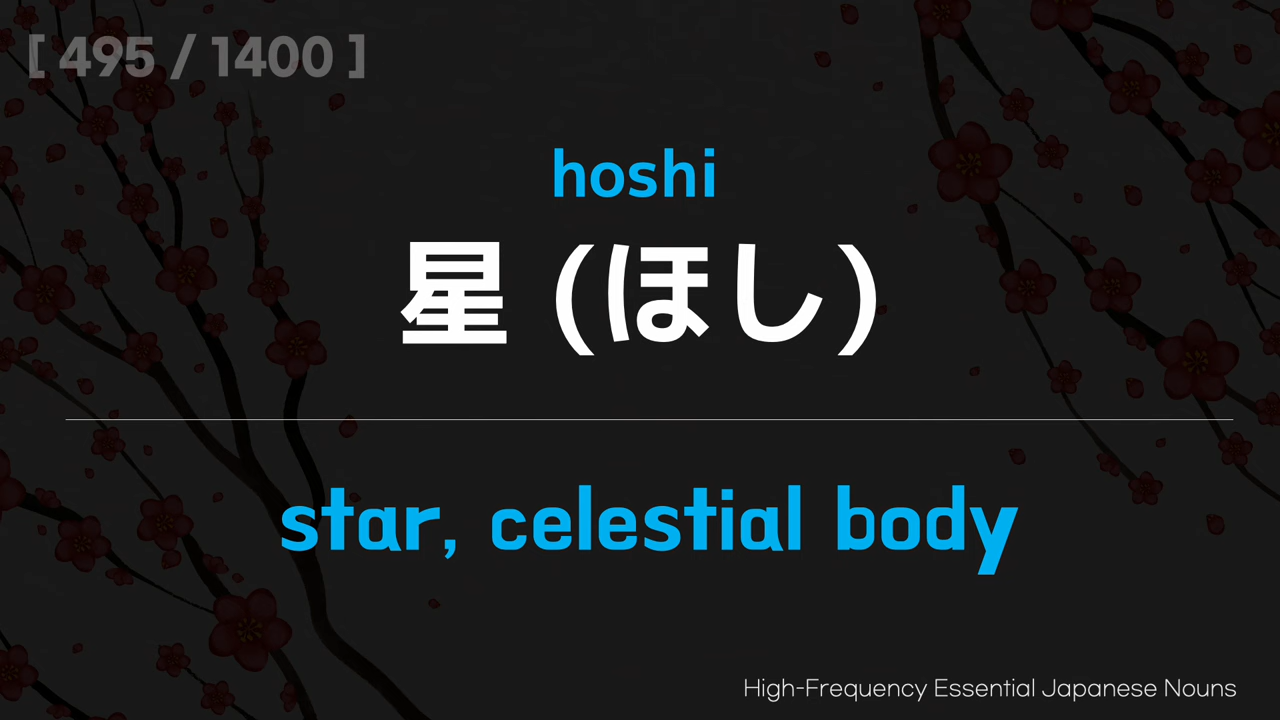 [ 495 / 1400 ]
hoshi
星 (ほし)
star, celestial body
High-Frequency Essential Japanese Nouns